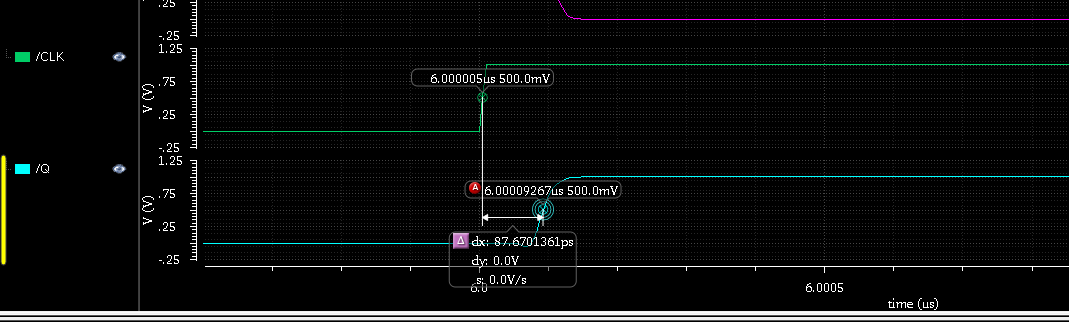 .25
-.25
1.25
/CLK
.75
V (V)
6.000005us 500.0mV
.25
-.25
1.25
/Q
.75
V (V)
A 6.00009267us 500.0mV
.25
Δ dx: 87.6701361ps
-.25
dy: 0.0V
s: 0.0V/s
6.0
6.0005
time (us)